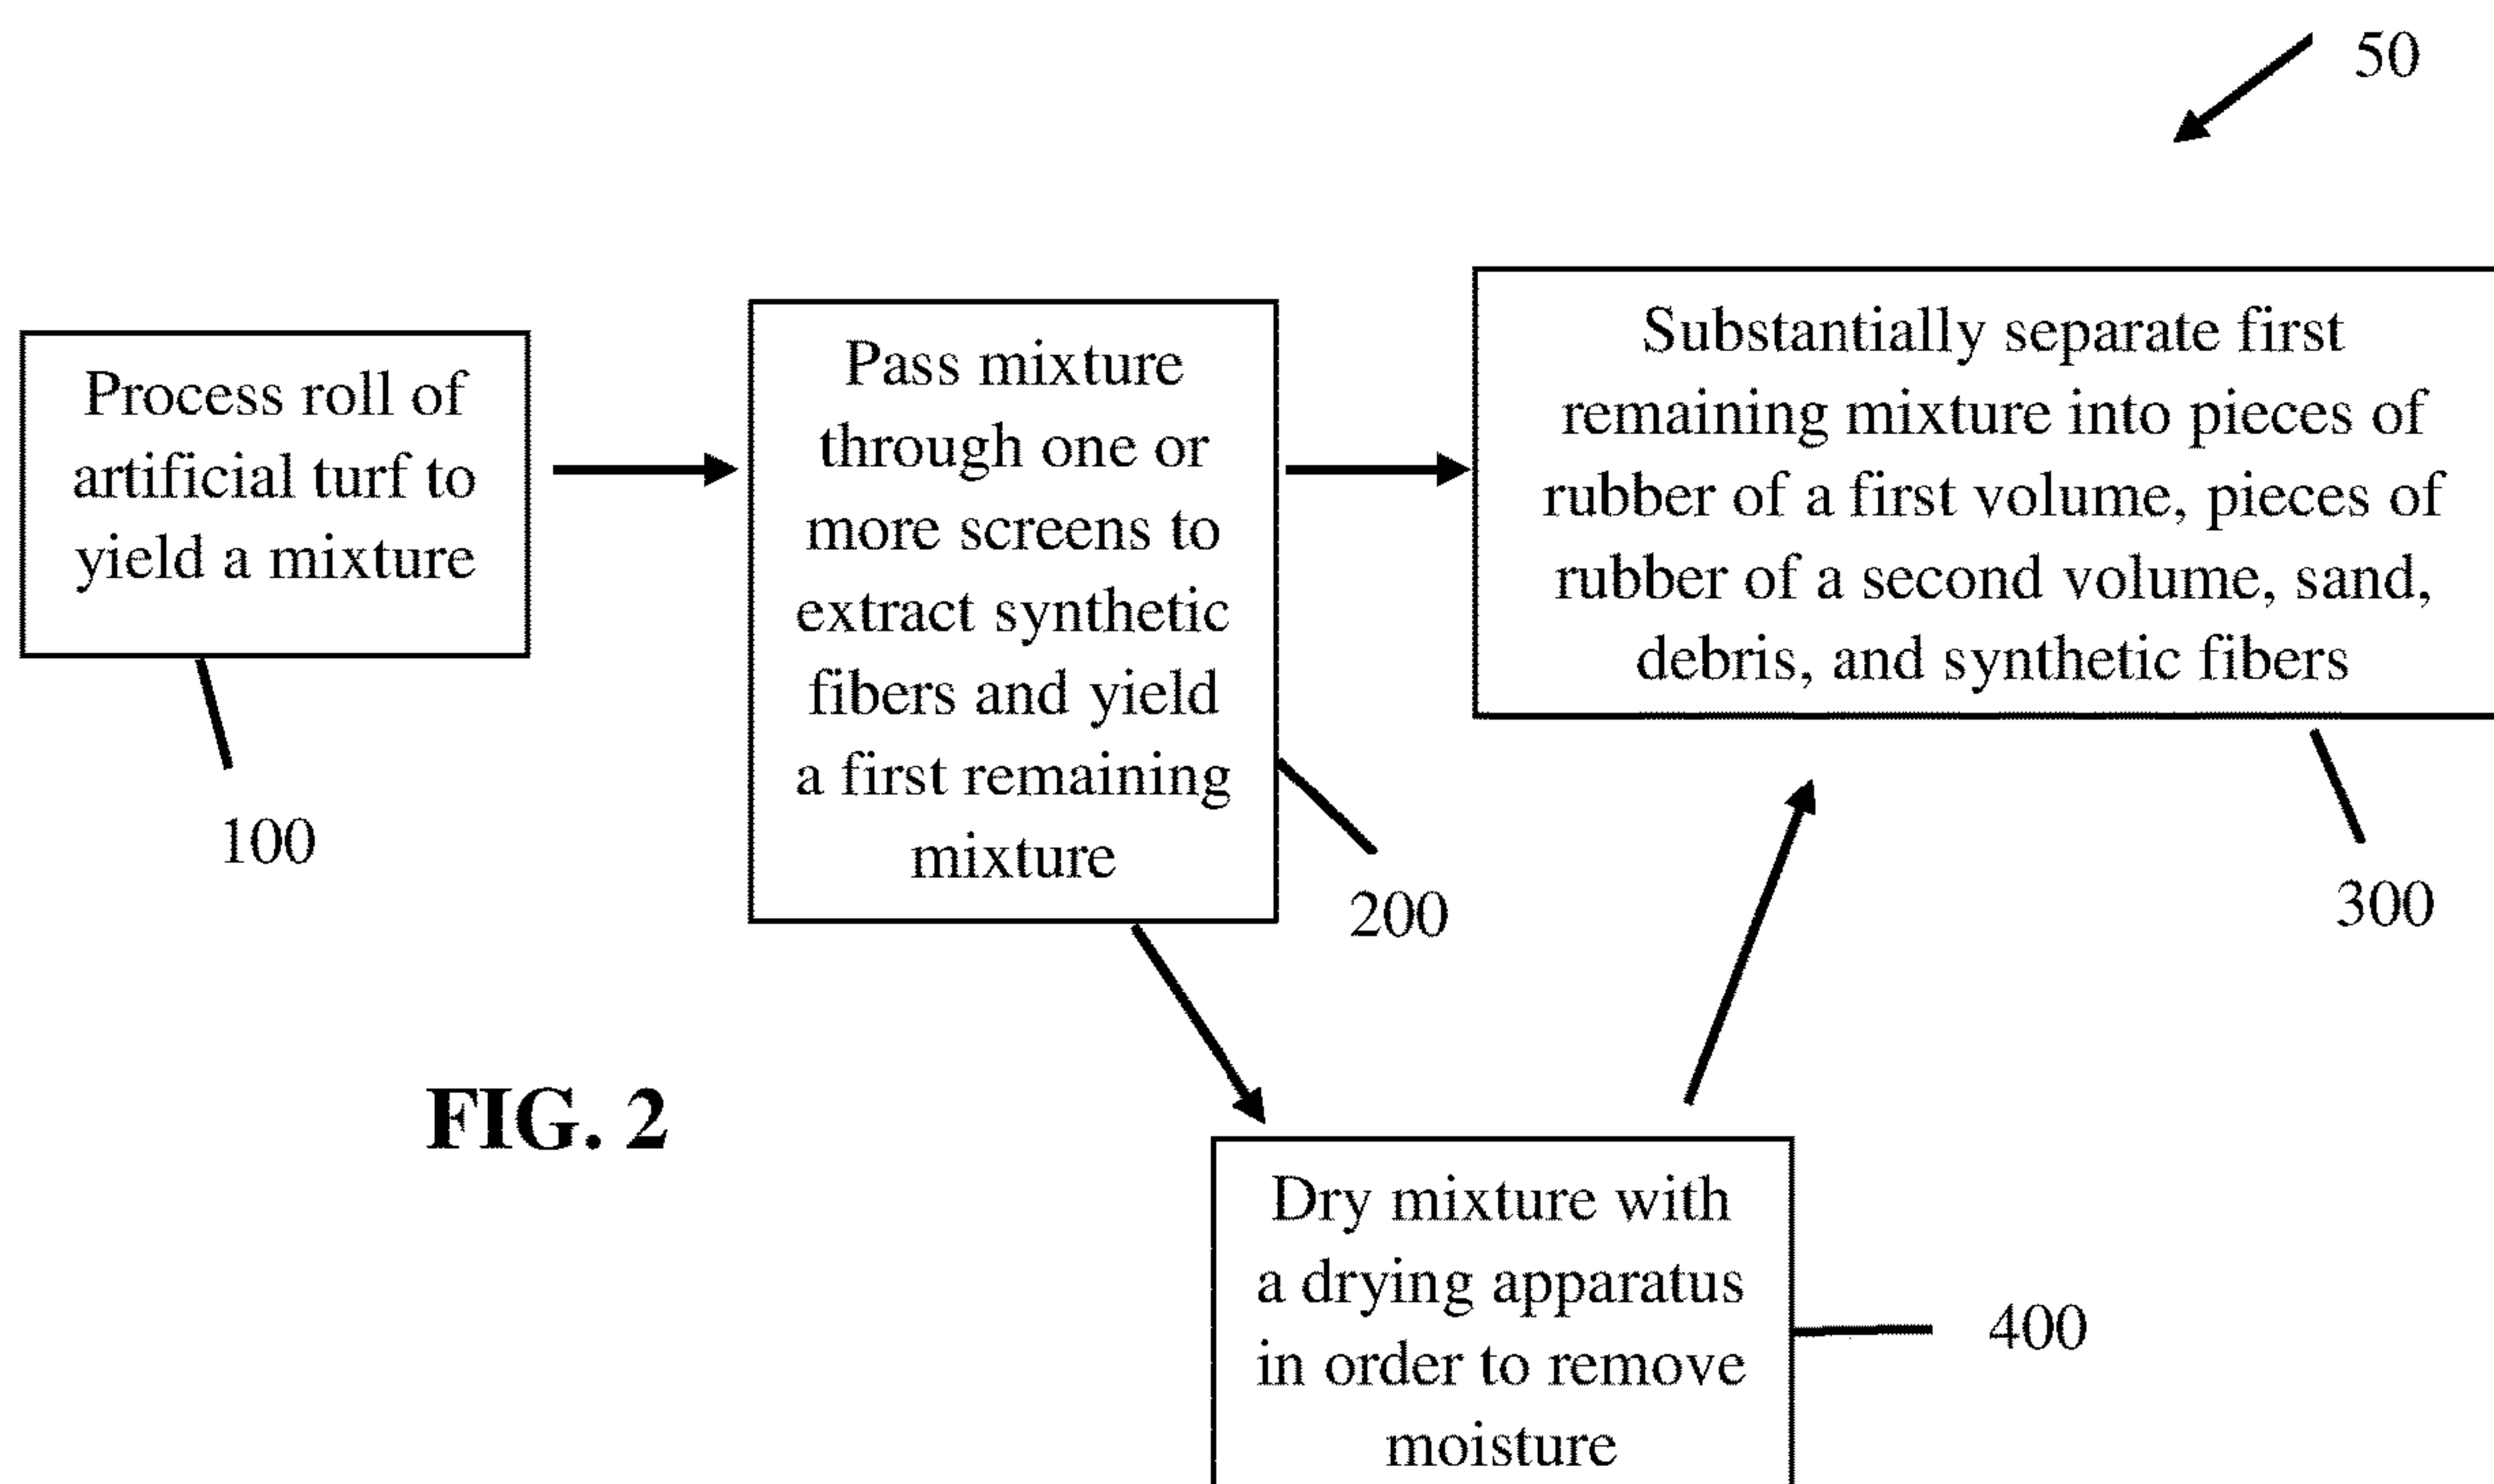 50
Process roll of
artificial turf to
yield a mixture
100
Pass mixture
through one or
more screens to
extract synthetic
fibers and yield
a first remaining
mixture
200
Substantially separate first
remaining mixture into pieces of
rubber of a first volume, pieces of
rubber of a second volume, sand,
debris, and synthetic fibers
300
Dry mixture with
a drying apparatus
in order to remove
moisture
400
FIG. 2